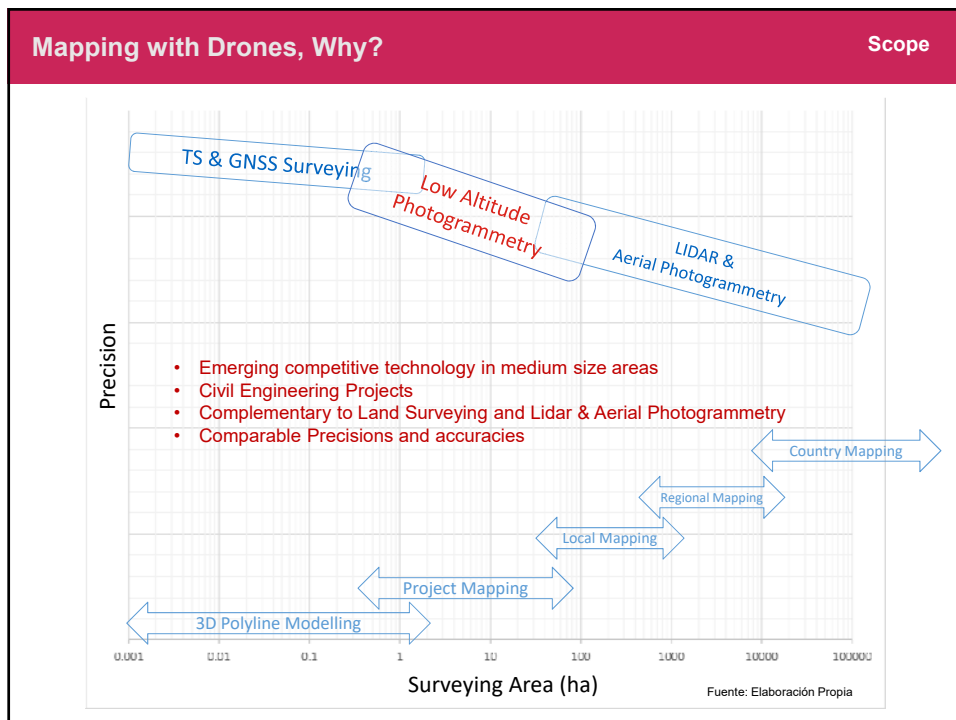 Mapping with Drones, Why?
Scope
TS & GNSS Surveying
Low Altitude
Photogrammetry
LIDAR &
Aerial Photogrammetry
Precision
• Emerging competitive technology in medium size areas
• Civil Engineering Projects
• Complementary to Land Surveying and Lidar & Aerial Photogrammetry
• Comparable Precisions and accuracies
Country Mapping
Regional Mapping
Local Mapping
Project Mapping
3D Polyline Modelling
0.001 0.01 0.1 1 10 100 1000 10000 100000
Surveying Area (ha)
Fuente: Elaboración Propia